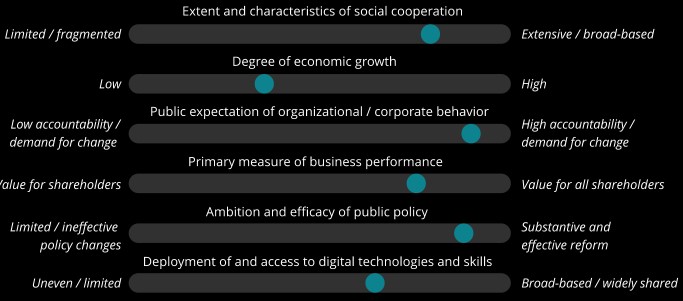 Extent and characteristics of social cooperation
Limited / fragmented
Extensive / broad-based
Degree of economic growth
Low
High
Public expectation of organizational / corporate behavior
Low accountability /
demand for change
High accountability /
demand for change
Primary measure of business performance
Value for shareholders
Value for all shareholders
Ambition and efficacy of public policy
Limited / ineffective
policy changes
Substantive and
effective reform
Deployment of and access to digital technologies and skills
Uneven / limited
Broad-based / widely shared